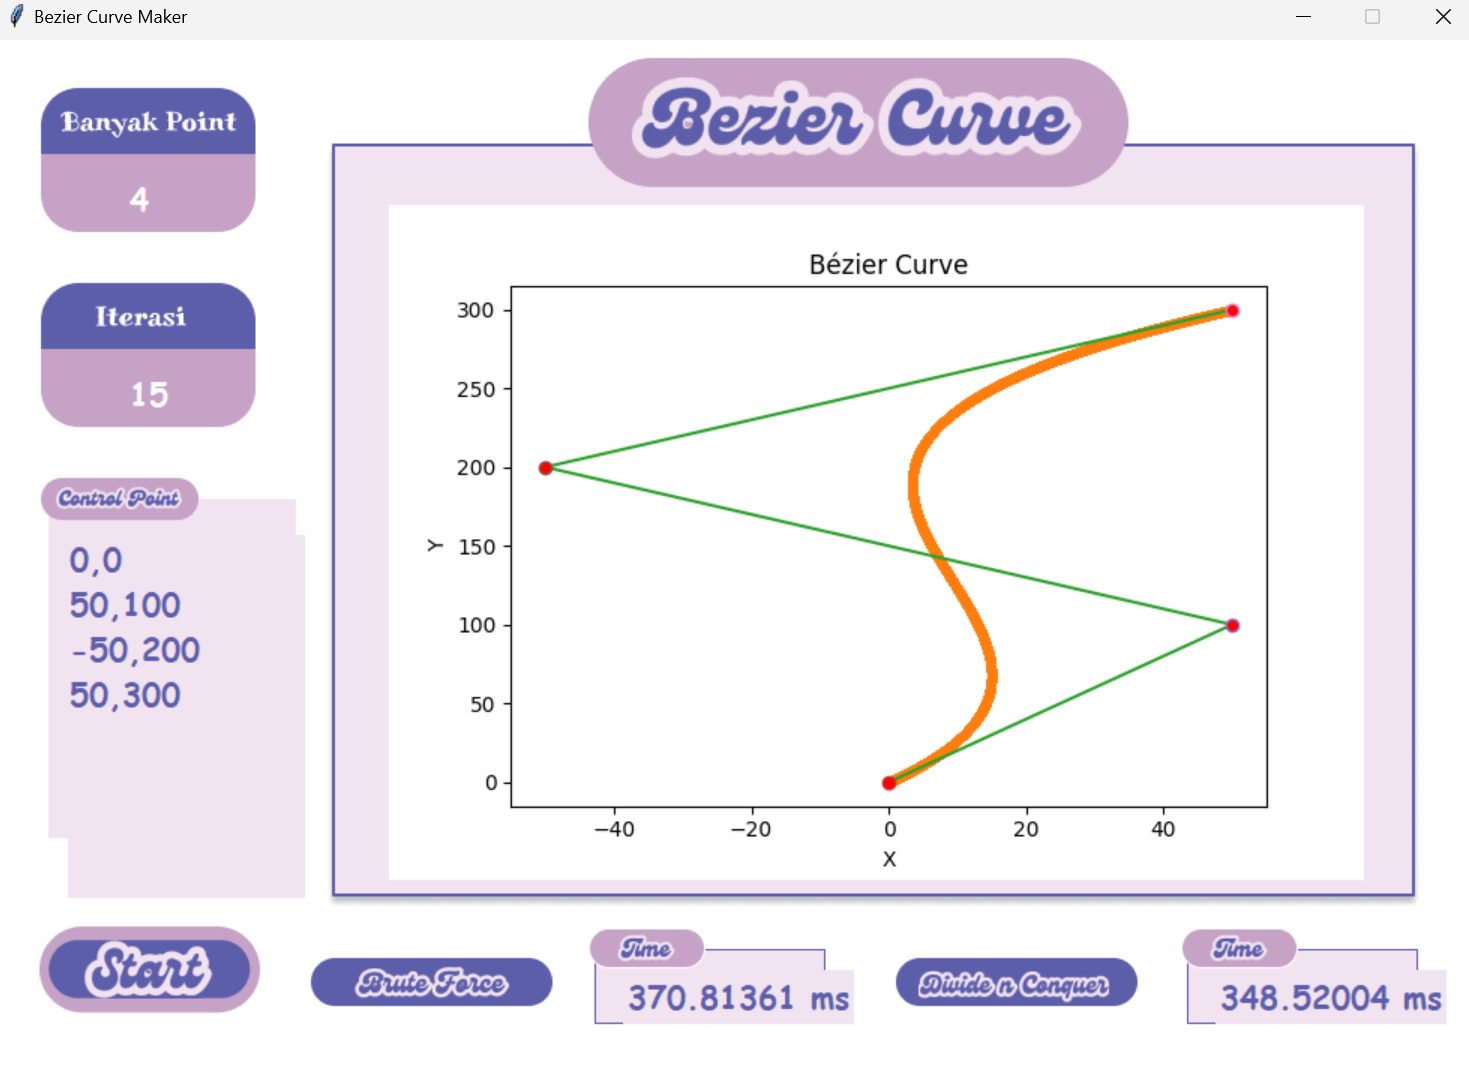 Bezier Curve Maker
Bezier Curve
Banyak Point
4
Iterasi
15
Control Point
0,0
50,100
-50,200
50,300
Bézier Curve
300
250
200
150
100
50
0
Y
−40 −20 0 20 40
X
Start
Brute Force
Time
370.81361 ms
Divide n Conquer
Time
348.52004 ms